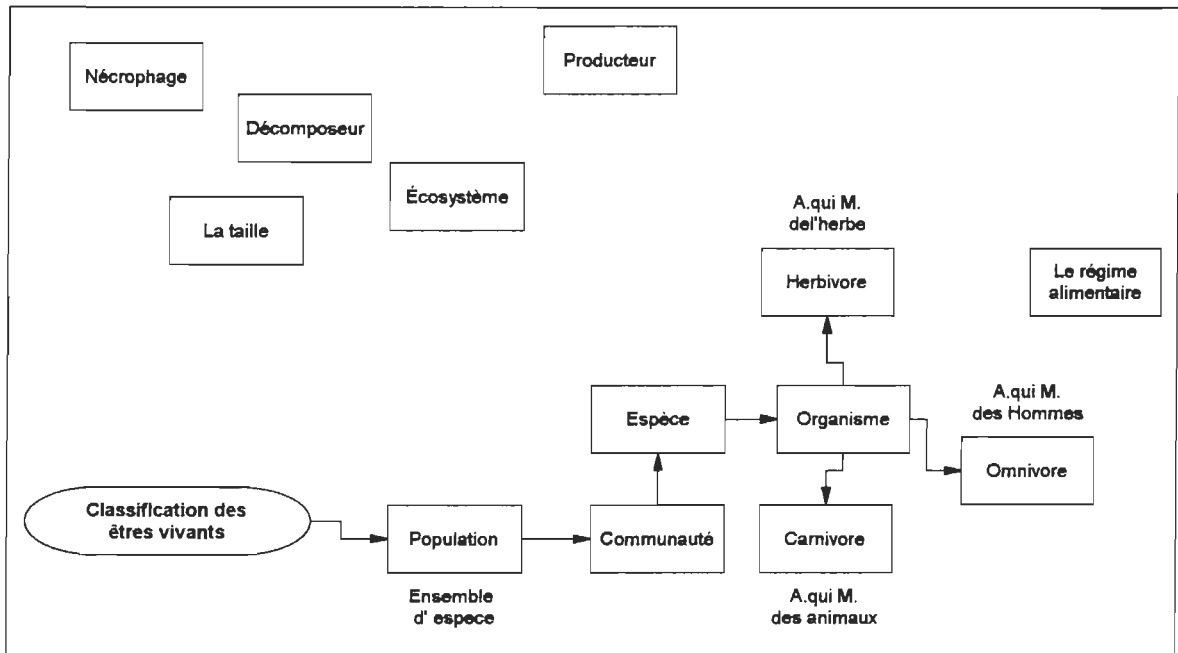 Producteur
Nécrophage
Décomposeur
Écosystème
La taille
A.qui M.
del'herbe
Herbivore
Le régime
alimentaire
Espèce
Organisme
A.qui M.
des Hommes
Omnivore
Classification des
êtres vivants
Population
Communauté
Carnivore
Ensemble
d' espece
A.qui M.
des animaux